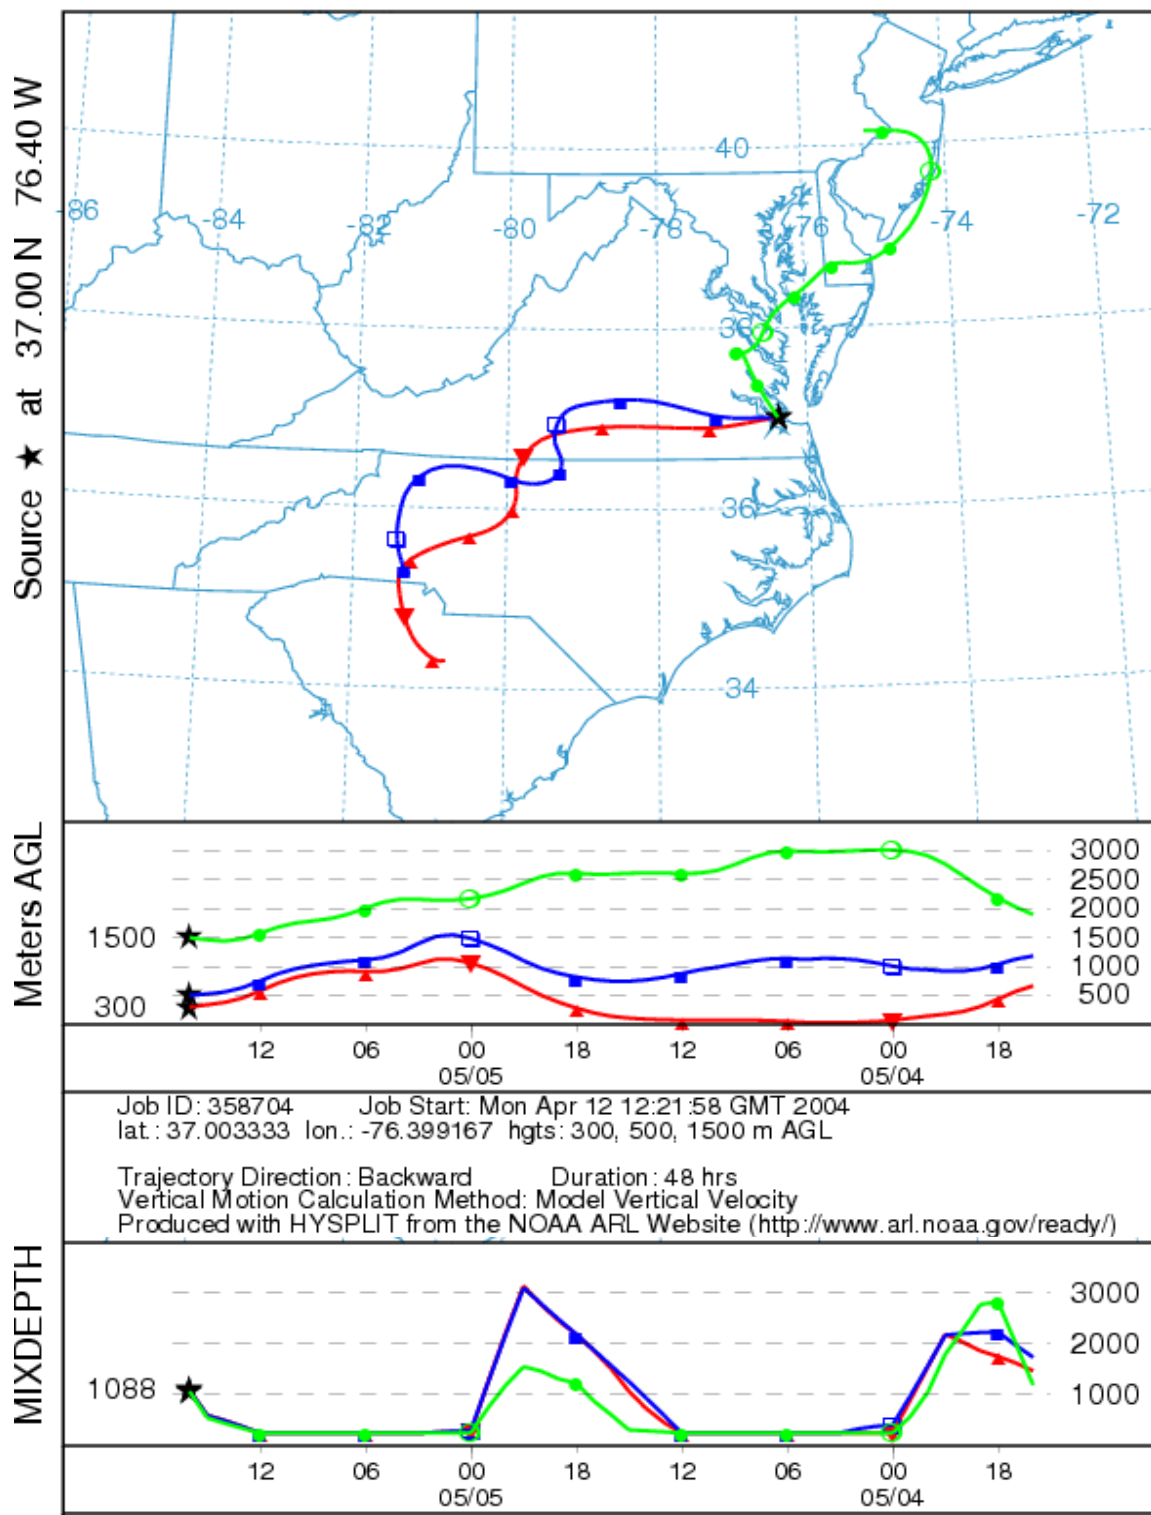 Source ★ at 37.00 N 76.40 W
40
-86
-84
-82
-80
-78
-76
-74
-72
38
36
34
Meters AGL
3000
2500
2000
1500
1500
1000
500
300
12 06 00 18 12 06 00 18
05/05 05/04
Job ID: 358704 Job Start: Mon Apr 12 12:21:58 GMT 2004
lat.: 37.003333 lon.: -76.399167 hgts: 300, 500, 1500 m AGL
Trajectory Direction: Backward Duration: 48 hrs
Vertical Motion Calculation Method: Model Vertical Velocity
Produced with HYSPLIT from the NOAA ARL Website (http://www.arl.noaa.gov/ready/)
MIXDEPTH
3000
2000
1088
1000
12 06 00 18 12 06 00 18
05/05 05/04